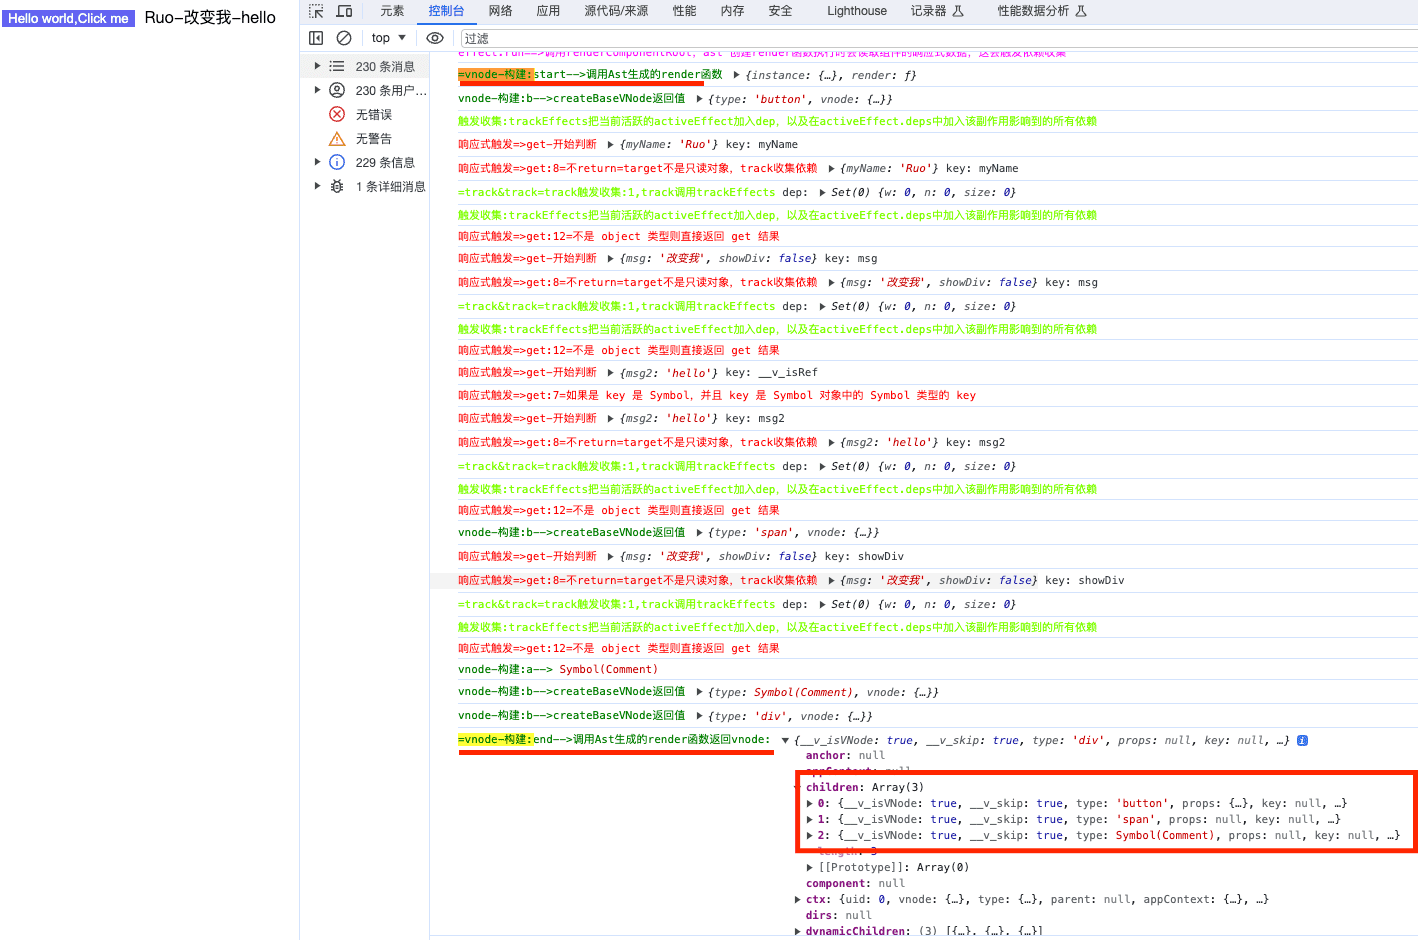 Hello world,Click me Ruo-改变我-hello
元素 控制台 网络 应用 源代码/来源 性能 内存 安全 Lighthouse 记录器 性能数据分析
top 过滤
230 条消息
230 条用户…
无错误
无警告
229 条信息
1 条详细消息
effect.run-->调用renderComponentRoot, ast 创建render函数执行时会读取组件的响应式数据, 这会触发依赖收集
=vnode-构建:start-->调用Ast生成的render函数 {instance: {…}, render: ƒ}
vnode-构建:b-->createBaseVNode返回值 {type: 'button', vnode: {…}}
触发收集:trackEffects把当前活跃的activeEffect加入dep, 以及在activeEffect.deps中加入该副作用影响到的所有依赖
响应式触发=>get-开始判断 {myName: 'Ruo'} key: myName
响应式触发=>get:8=不return=target不是只读对象, track收集依赖 {myName: 'Ruo'} key: myName
=track&track=track触发收集:1,track调用trackEffects dep: Set(0) {w: 0, n: 0, size: 0}
触发收集:trackEffects把当前活跃的activeEffect加入dep, 以及在activeEffect.deps中加入该副作用影响到的所有依赖
响应式触发=>get:12=不是 object 类型则直接返回 get 结果
响应式触发=>get-开始判断 {msg: '改变我', showDiv: false} key: msg
响应式触发=>get:8=不return=target不是只读对象, track收集依赖 {msg: '改变我', showDiv: false} key: msg
=track&track=track触发收集:1,track调用trackEffects dep: Set(0) {w: 0, n: 0, size: 0}
触发收集:trackEffects把当前活跃的activeEffect加入dep, 以及在activeEffect.deps中加入该副作用影响到的所有依赖
响应式触发=>get:12=不是 object 类型则直接返回 get 结果
响应式触发=>get-开始判断 {msg2: 'hello'} key: __v_isRef
响应式触发=>get:7=如果是 key 是 Symbol, 并且 key 是 Symbol 对象中的 Symbol 类型的 key
响应式触发=>get-开始判断 {msg2: 'hello'} key: msg2
响应式触发=>get:8=不return=target不是只读对象, track收集依赖 {msg2: 'hello'} key: msg2
=track&track=track触发收集:1,track调用trackEffects dep: Set(0) {w: 0, n: 0, size: 0}
触发收集:trackEffects把当前活跃的activeEffect加入dep, 以及在activeEffect.deps中加入该副作用影响到的所有依赖
响应式触发=>get:12=不是 object 类型则直接返回 get 结果
vnode-构建:b-->createBaseVNode返回值 {type: 'span', vnode: {…}}
响应式触发=>get-开始判断 {msg: '改变我', showDiv: false} key: showDiv
响应式触发=>get:8=不return=target不是只读对象, track收集依赖 {msg: '改变我', showDiv: false} key: showDiv
=track&track=track触发收集:1,track调用trackEffects dep: Set(0) {w: 0, n: 0, size: 0}
触发收集:trackEffects把当前活跃的activeEffect加入dep, 以及在activeEffect.deps中加入该副作用影响到的所有依赖
响应式触发=>get:12=不是 object 类型则直接返回 get 结果
vnode-构建:a--> Symbol(Comment)
vnode-构建:b-->createBaseVNode返回值 {type: Symbol(Comment), vnode: {…}}
vnode-构建:b-->createBaseVNode返回值 {type: 'div', vnode: {…}}
=vnode-构建:end-->调用Ast生成的render函数返回vnode: {__v_isVNode: true, __v_skip: true, type: 'div', props: null, key: null, …}
anchor: null
appContext: null
children: Array(3)
0: {__v_isVNode: true, __v_skip: true, type: 'button', props: {…}, key: null, …}
1: {__v_isVNode: true, __v_skip: true, type: 'span', props: null, key: null, …}
2: {__v_isVNode: true, __v_skip: true, type: Symbol(Comment), props: null, key: null, …}
length: 3
[[Prototype]]: Array(0)
component: null
ctx: {uid: 0, vnode: {…}, type: {…}, parent: null, appContext: {…}, …}
dirs: null
dynamicChildren: (3) [{…}, {…}, {…}]